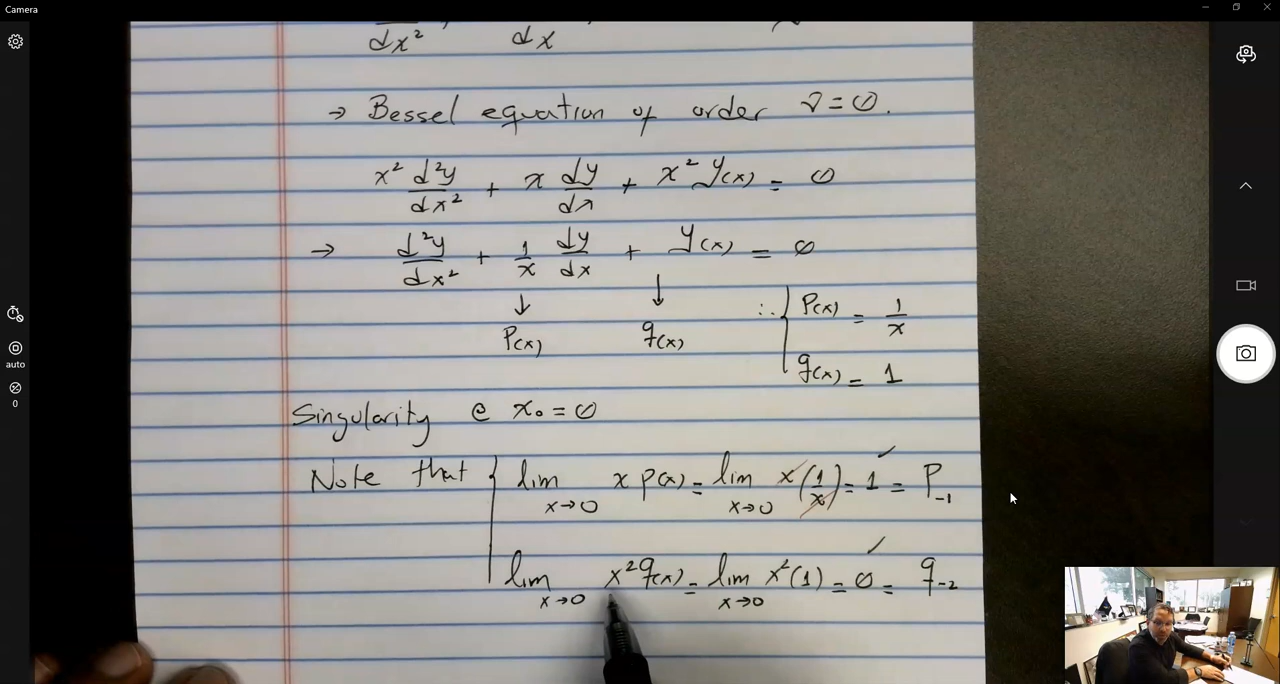 Camera
dx² dx
→ Bessel equation of order ν = 0.
x² d²y/dx² + x dy/dx + x² y(x) = 0
→ d²y/dx² + 1/x dy/dx + y(x) = 0
↓ ↓
P(x) q(x)
∴ { P(x) = 1/x
q(x) = 1
Singularity @ x₀ = 0
Note that { lim x→0 x p(x) = lim x→0 x(1/x) = 1 ✓ = P₋₁
lim x→0 x² q(x) = lim x→0 x²(1) = 0 ✓ = q₋₂
auto
0